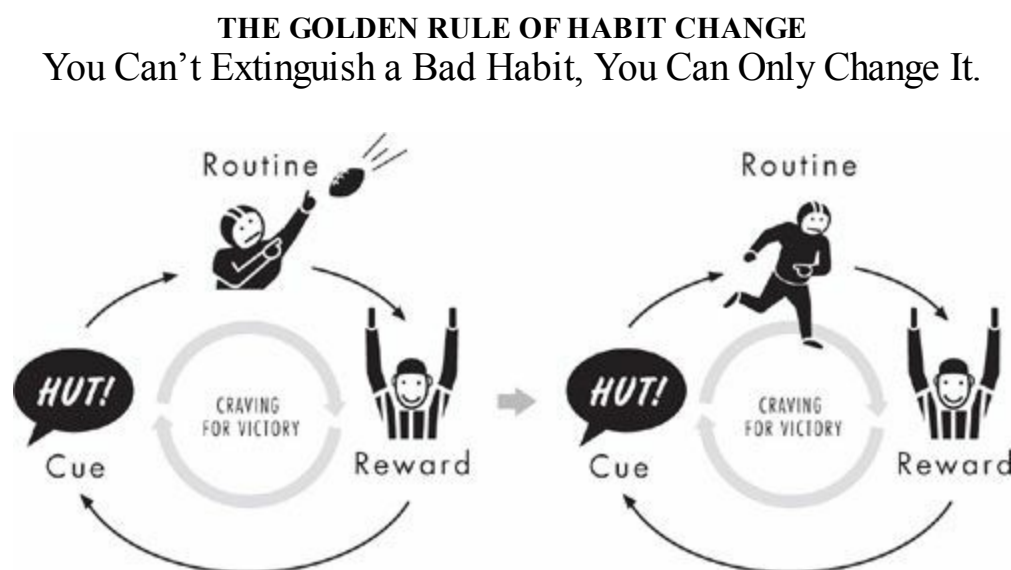 THE GOLDEN RULE OF HABIT CHANGE
You Can’t Extinguish a Bad Habit, You Can Only Change It.
Routine
HUT!
CRAVING
FOR VICTORY
Cue
Reward
Routine
HUT!
CRAVING
FOR VICTORY
Cue
Reward